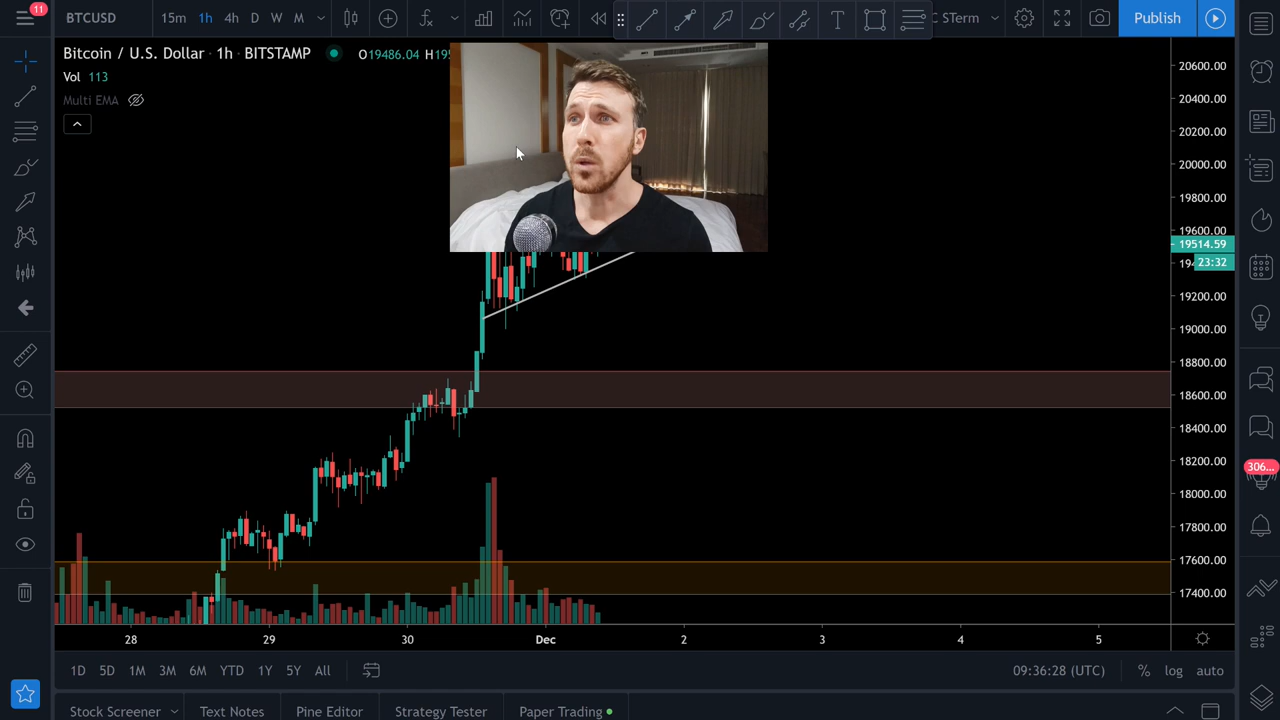 11
BTCUSD
15m 1h 4h D W M
C STerm
Publish
Bitcoin / U.S. Dollar · 1h · BITSTAMP
O19486.04 H19
Vol 113
Multi EMA
20600.00
20400.00
20200.00
20000.00
19800.00
19600.00
19514.59
23:32
19200.00
19000.00
18800.00
18600.00
18400.00
18200.00
18000.00
17800.00
17600.00
17400.00
306...
28 29 30 Dec 2 3 4 5
1D 5D 1M 3M 6M YTD 1Y 5Y All
09:36:28 (UTC) % log auto
Stock Screener Text Notes Pine Editor Strategy Tester Paper Trading